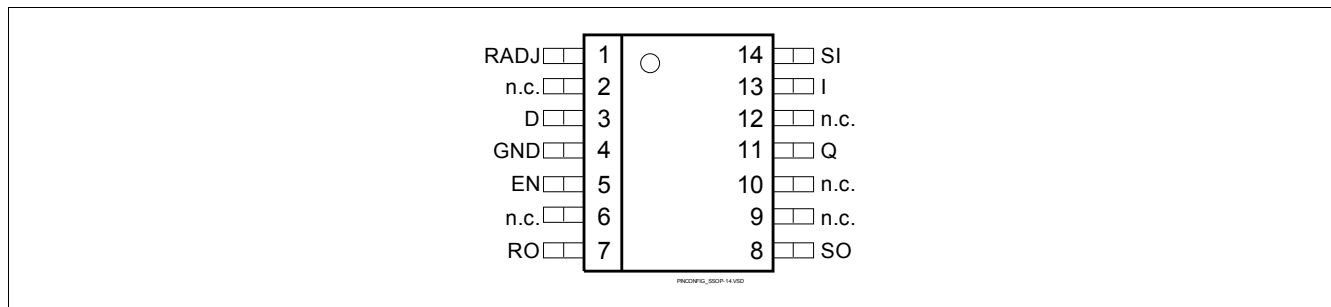 RADJ 1 14 SI
n.c. 2 13 I
D 3 12 n.c.
GND 4 11 Q
EN 5 10 n.c.
n.c. 6 9 n.c.
RO 7 8 SO
PINCONFIG_SSOP-14.VSD